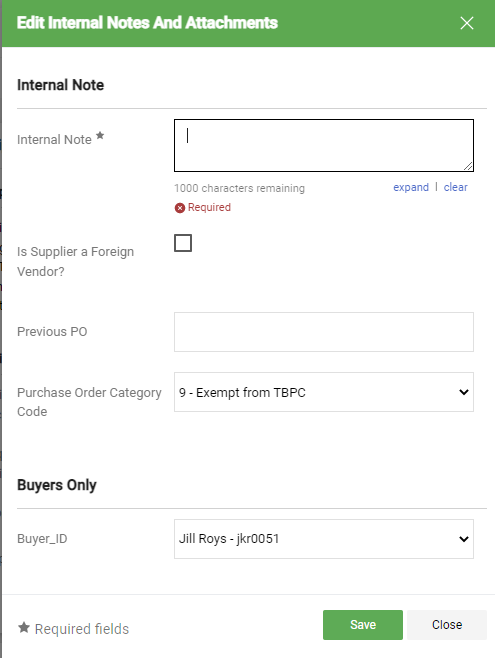 Edit Internal Notes And Attachments
Internal Note
Internal Note ★
1000 characters remaining
expand | clear
Required
Is Supplier a Foreign
Vendor?
Previous PO
Purchase Order Category
Code
9 - Exempt from TBPC
Buyers Only
Buyer_ID
Jill Roys - jkr0051
★ Required fields
Save
Close